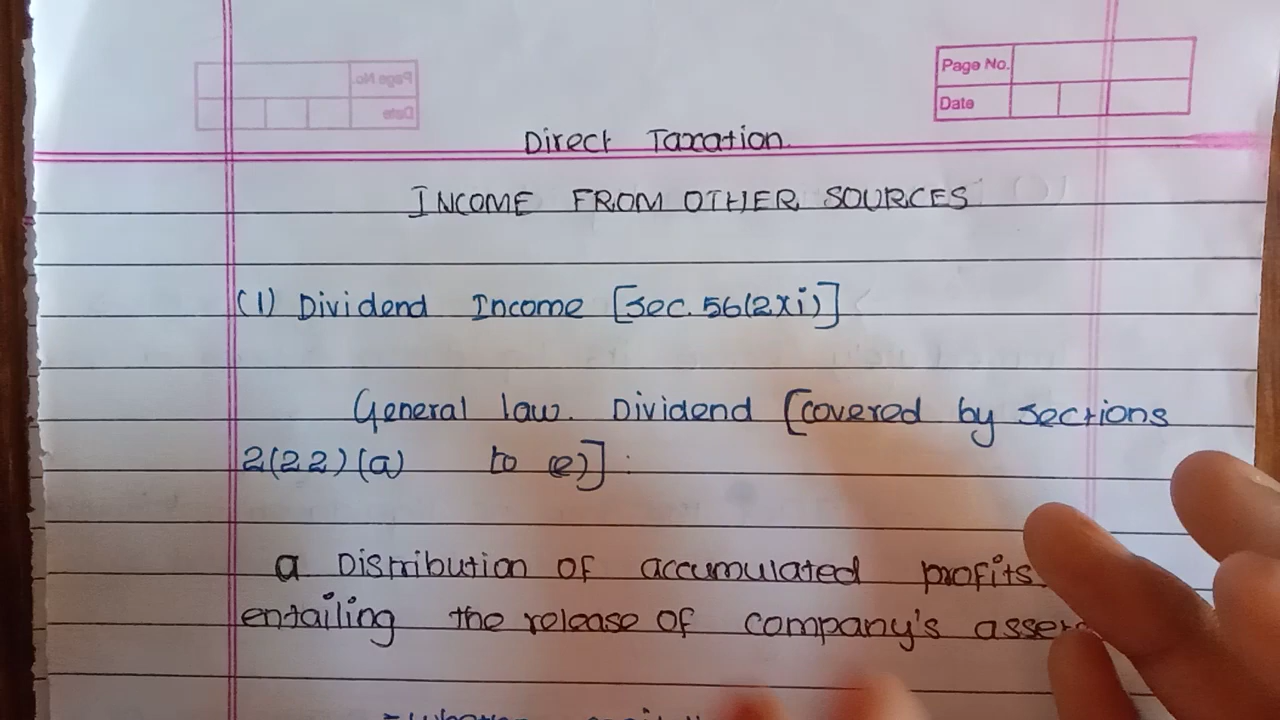 Page No.
Date
Direct Taxation
INCOME FROM OTHER SOURCES
(1) Dividend Income [Sec. 56(2)(i)]
General law. Dividend [covered by sections
2(22)(a) to (e)] :
a Distribution of accumulated profits
entailing the release of company's